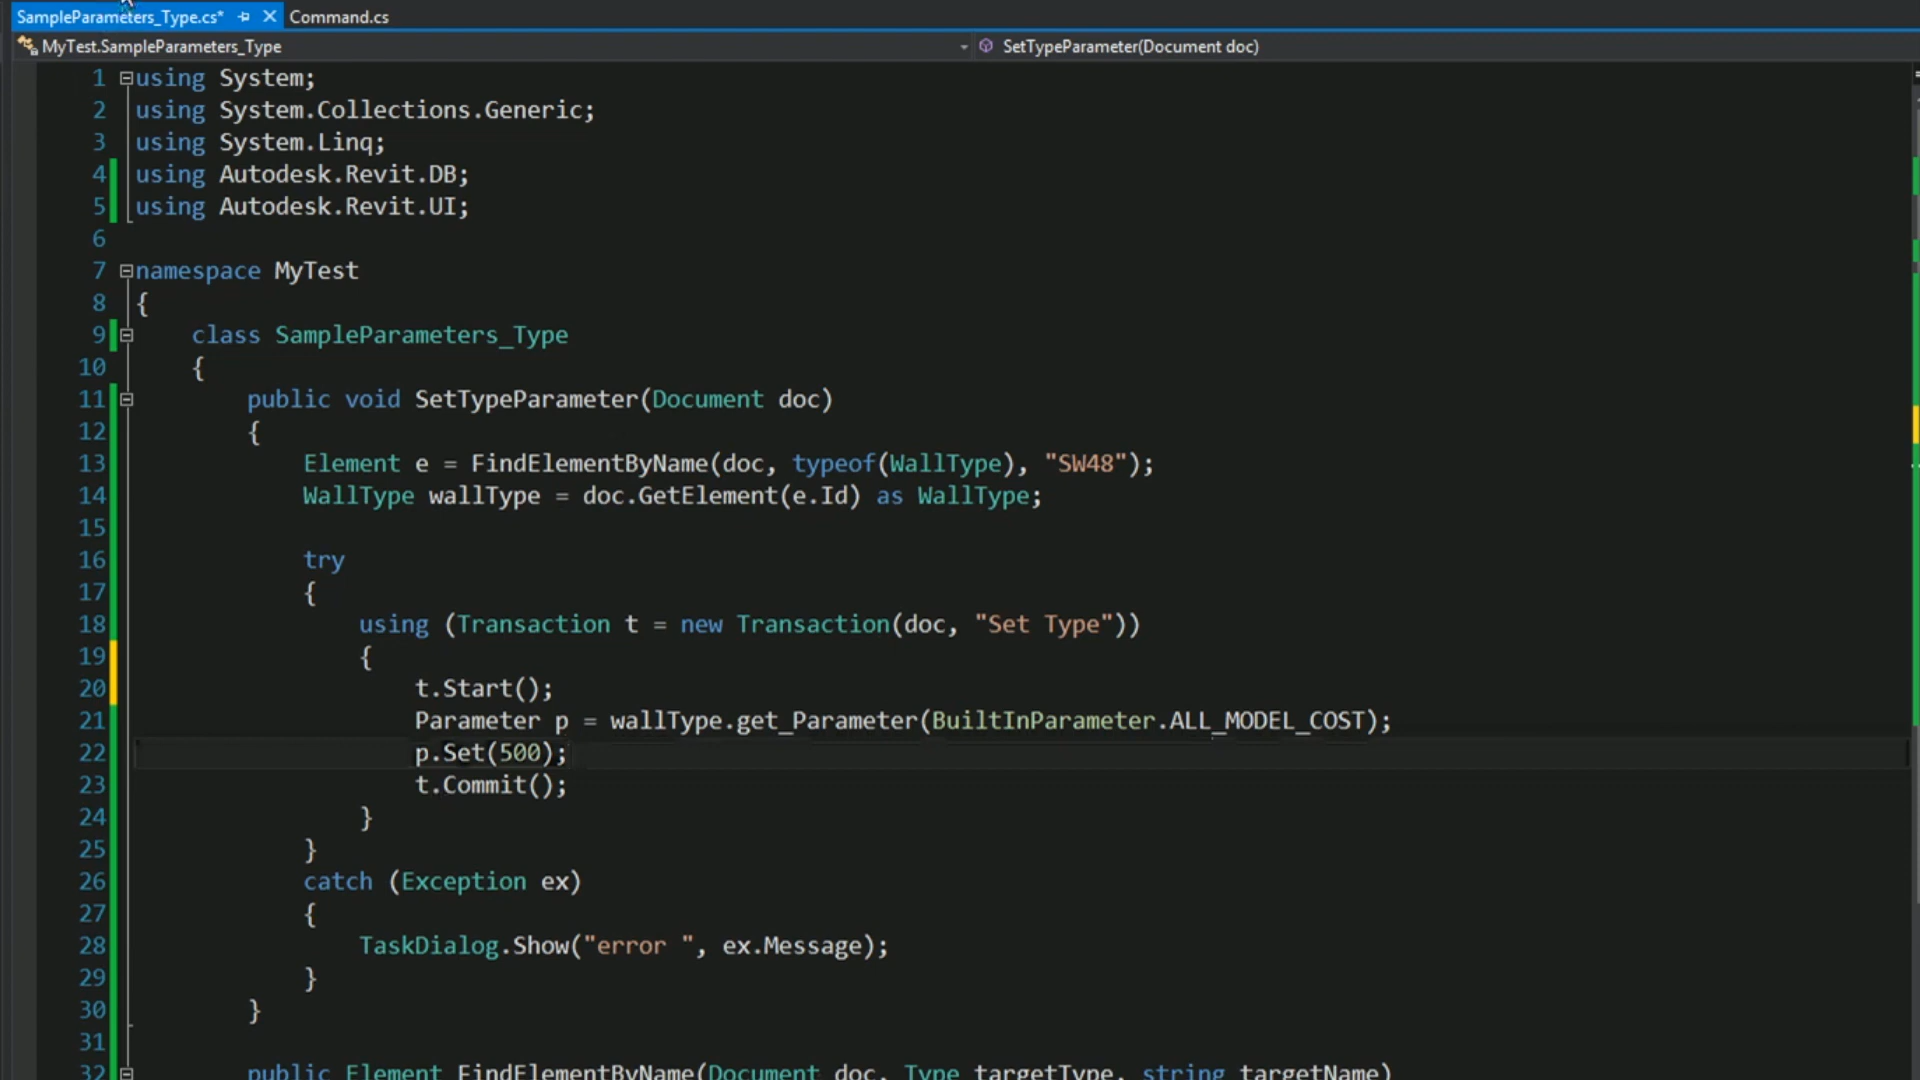 SampleParameters_Type.cs* Command.cs
MyTest.SampleParameters_Type SetTypeParameter(Document doc)
1 using System;
2 using System.Collections.Generic;
3 using System.Linq;
4 using Autodesk.Revit.DB;
5 using Autodesk.Revit.UI;
6
7 namespace MyTest
8 {
9 class SampleParameters_Type
10 {
11 public void SetTypeParameter(Document doc)
12 {
13 Element e = FindElementByName(doc, typeof(WallType), "SW48");
14 WallType wallType = doc.GetElement(e.Id) as WallType;
15
16 try
17 {
18 using (Transaction t = new Transaction(doc, "Set Type"))
19 {
20 t.Start();
21 Parameter p = wallType.get_Parameter(BuiltInParameter.ALL_MODEL_COST);
22 p.Set(500);
23 t.Commit();
24 }
25 }
26 catch (Exception ex)
27 {
28 TaskDialog.Show("error ", ex.Message);
29 }
30 }
31
32 public Element FindElementByName(Document doc, Type targetType, string targetName)